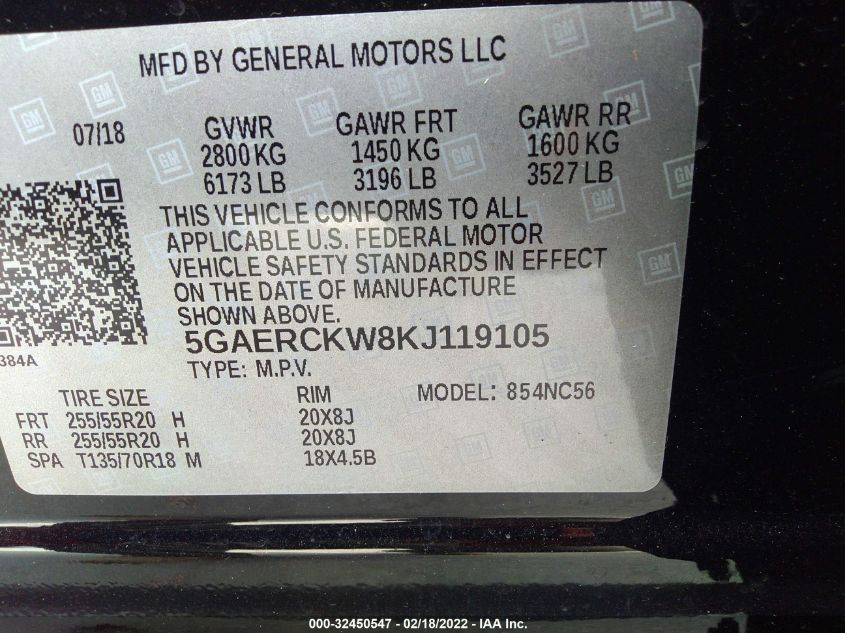 MFD BY GENERAL MOTORS LLC
07/18 GVWR GAWR FRT GAWR RR
2800 KG 1450 KG 1600 KG
6173 LB 3196 LB 3527 LB
THIS VEHICLE CONFORMS TO ALL
APPLICABLE U.S. FEDERAL MOTOR
VEHICLE SAFETY STANDARDS IN EFFECT
ON THE DATE OF MANUFACTURE
SHOWN ABOVE.
5GAERCKW8KJ119105
384A
TYPE: M.P.V.
TIRE SIZE RIM MODEL: 854NC56
FRT 255/55R20 H 20X8J
RR 255/55R20 H 20X8J
SPA T135/70R18 M 18X4.5B
GM
000-32450547 - 02/18/2022 - IAA Inc.